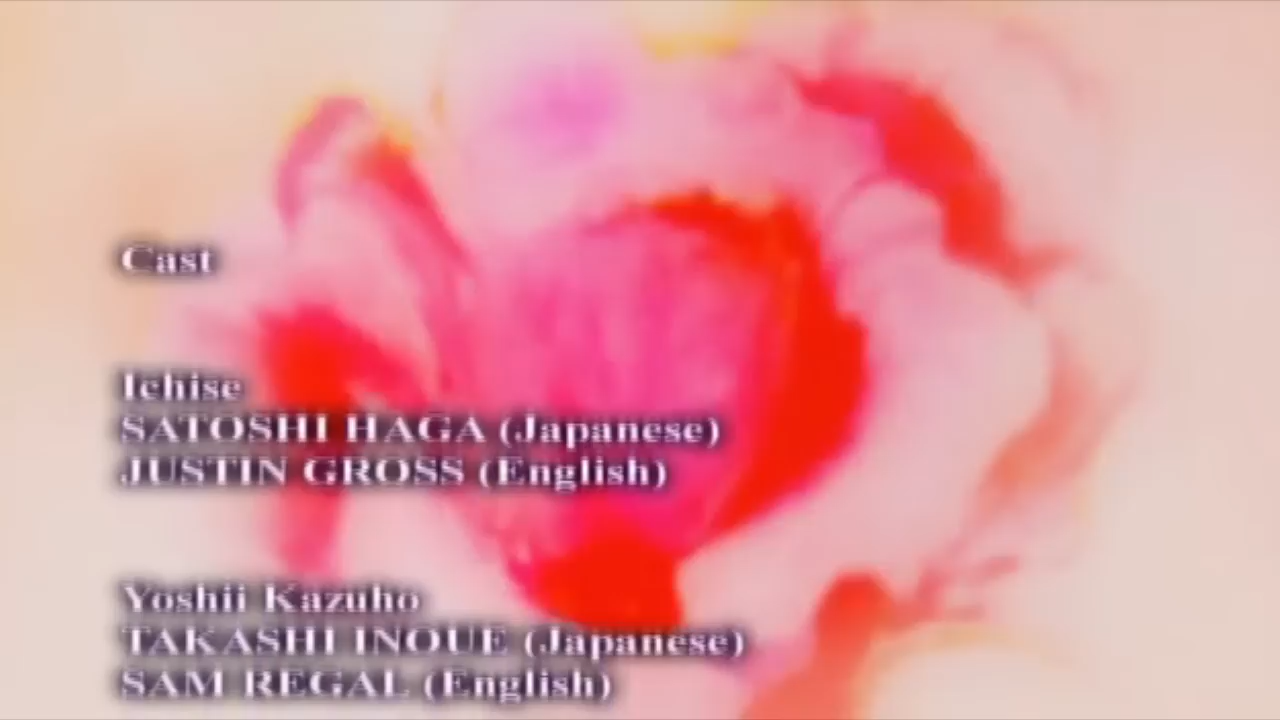 Cast
Ichise
SATOSHI HAGA (Japanese)
JUSTIN GROSS (English)
Yoshii Kazuho
TAKASHI INOUE (Japanese)
SAM REGAL (English)